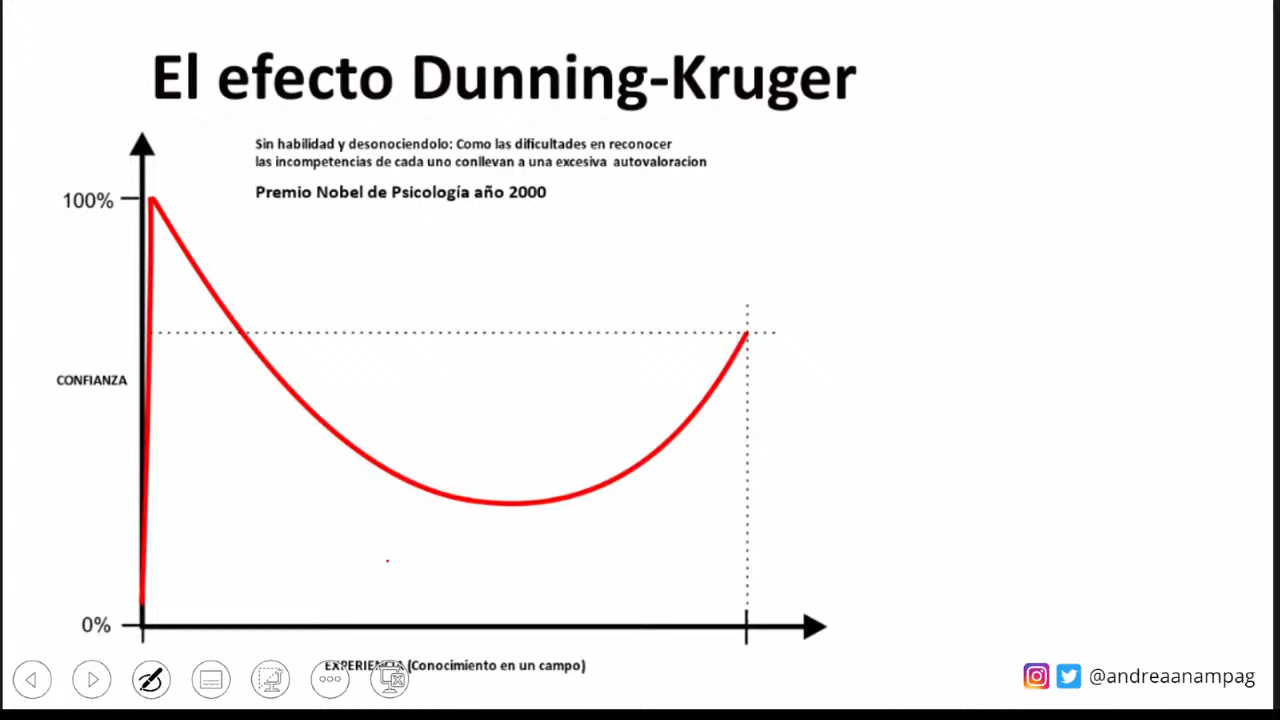 El efecto Dunning-Kruger
Sin habilidad y desonociendolo: Como las dificultades en reconocer
las incompetencias de cada uno conllevan a una excesiva autovaloracion
Premio Nobel de Psicología año 2000
100%
CONFIANZA
0%
EXPERIENCIA (Conocimiento en un campo)
@andreaanampag